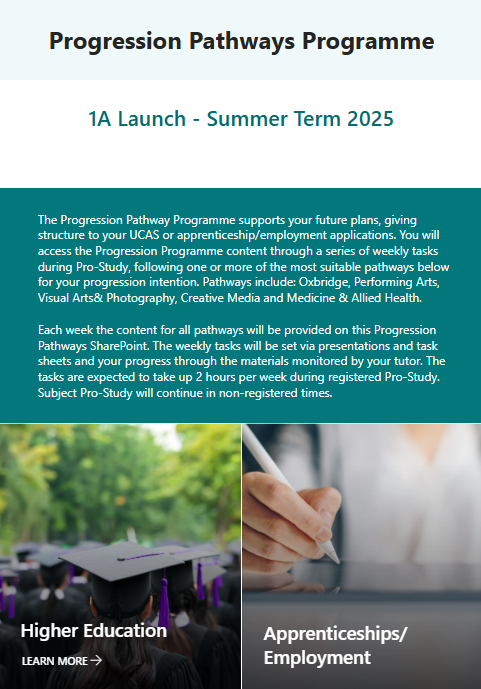 Progression Pathways Programme
1A Launch - Summer Term 2025
The Progression Pathway Programme supports your future plans, giving
structure to your UCAS or apprenticeship/employment applications. You will
access the Progression Programme content through a series of weekly tasks
during Pro-Study, following one or more of the most suitable pathways below
for your progression intention. Pathways include: Oxbridge, Performing Arts,
Visual Arts& Photography, Creative Media and Medicine & Allied Health.
Each week the content for all pathways will be provided on this Progression
Pathways SharePoint. The weekly tasks will be set via presentations and task
sheets and your progress through the materials monitored by your tutor. The
tasks are expected to take up 2 hours per week during registered Pro-Study.
Subject Pro-Study will continue in non-registered times.
Higher Education
LEARN MORE
Apprenticeships/
Employment